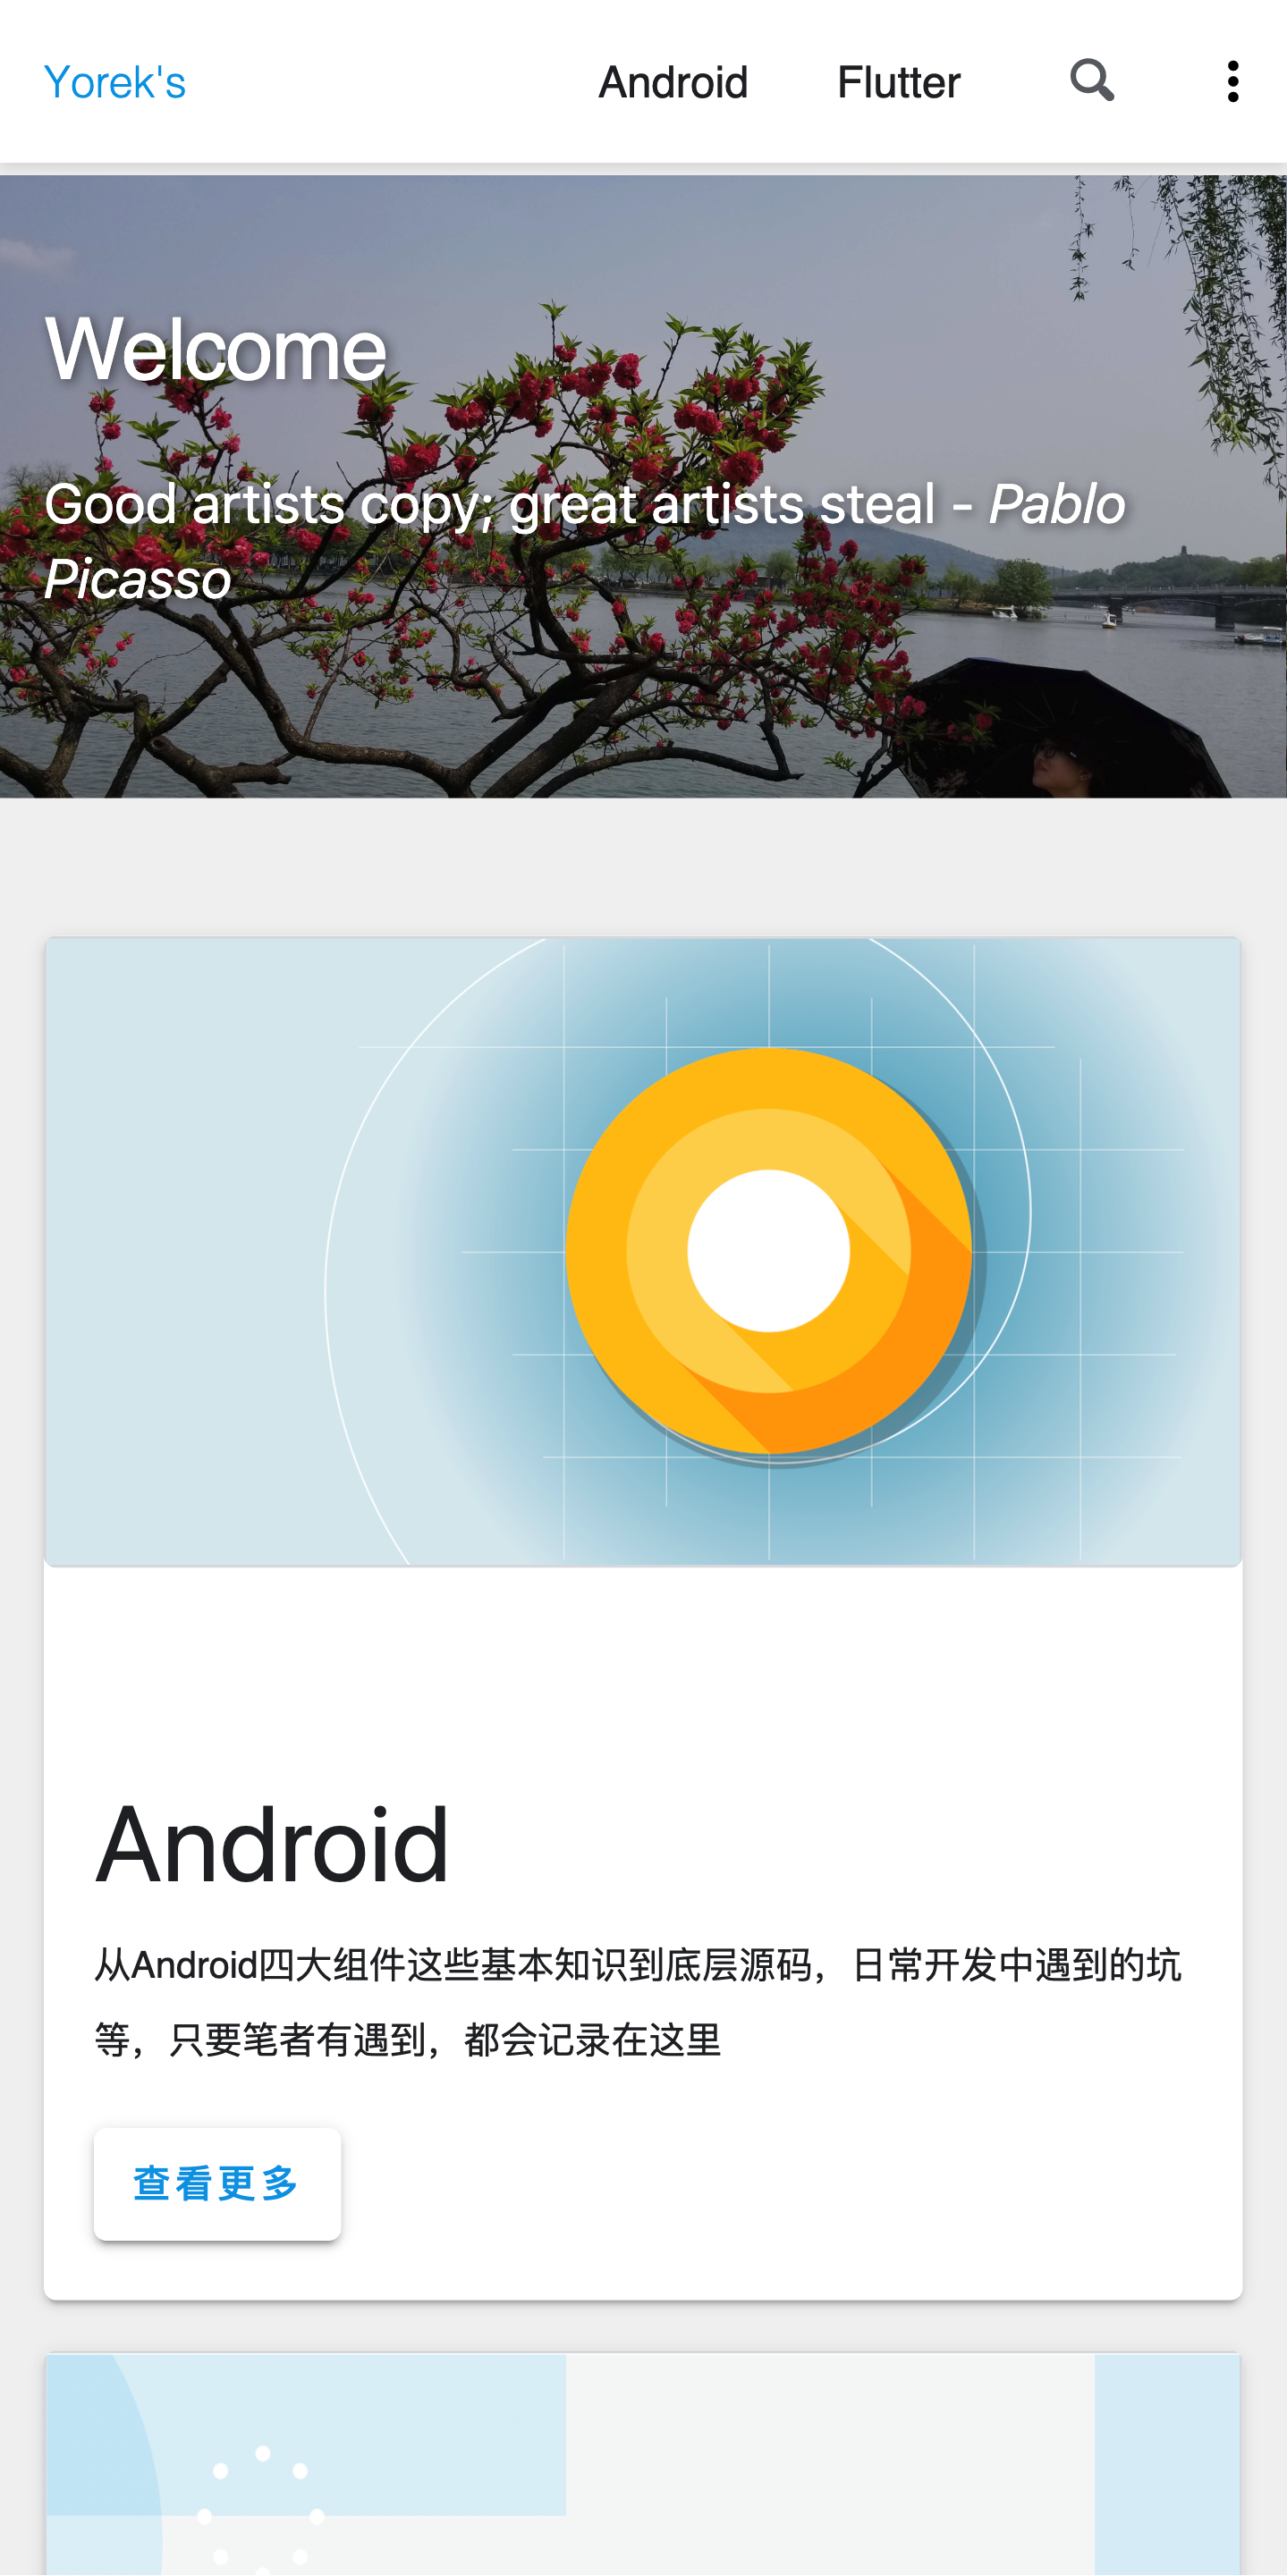 Yorek's Android Flutter
Welcome
Good artists copy; great artists steal - Pablo
Picasso
Android
从Android四大组件这些基本知识到底层源码，日常开发中遇到的坑
等，只要笔者有遇到，都会记录在这里
查看更多